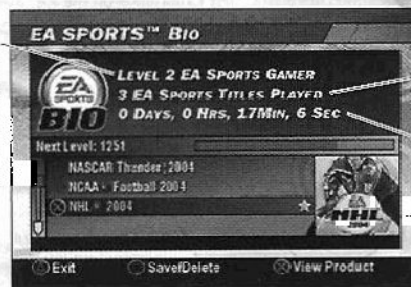 EA SPORTS™ BIO
EA
SPORTS
BIO
LEVEL 2 EA SPORTS GAMER
3 EA SPORTS TITLES PLAYED
0 DAYS, 0 HRS, 17MIN, 6 SEC
Next Level: 1251
NASCAR Thunder 2004
NCAA Football 2004
NHL 2004
NHL
2004
Exit
Save/Delete
View Product